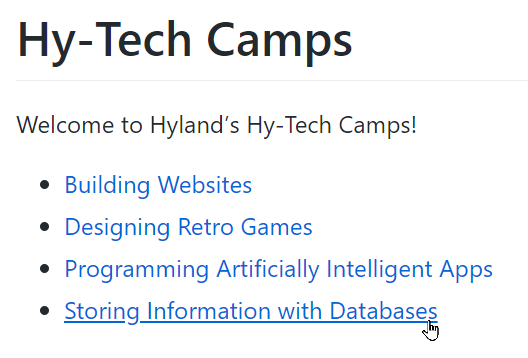 Hy-Tech Camps
Welcome to Hyland’s Hy-Tech Camps!
Building Websites
Designing Retro Games
Programming Artificially Intelligent Apps
Storing Information with Databases